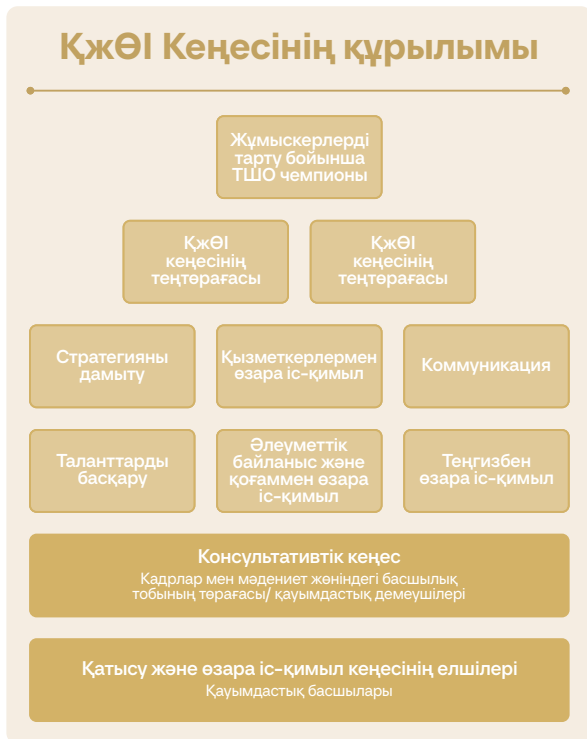 ҚжӨІ Кеңесінің құрылымы
Жұмыскерлерді
тарту бойынша
ТШО чемпионы
ҚжӨІ
кеңесінің
теңтөрағасы
ҚжӨІ
кеңесінің
теңтөрағасы
Стратегияны
дамыту
Қызметкерлермен
өзара іс-қимыл
Коммуникация
Таланттарды
басқару
Әлеуметтік
байланыс және
қоғаммен өзара
іс-қимыл
Теңгизбен
өзара іс-қимыл
Консультативтік кеңес
Кадрлар мен мәдениет жөніндегі басшылық
тобының төрағасы/ қауымдастық демеушілері
Қатысу және өзара іс-қимыл кеңесінің елшілері
Қауымдастық басшылары